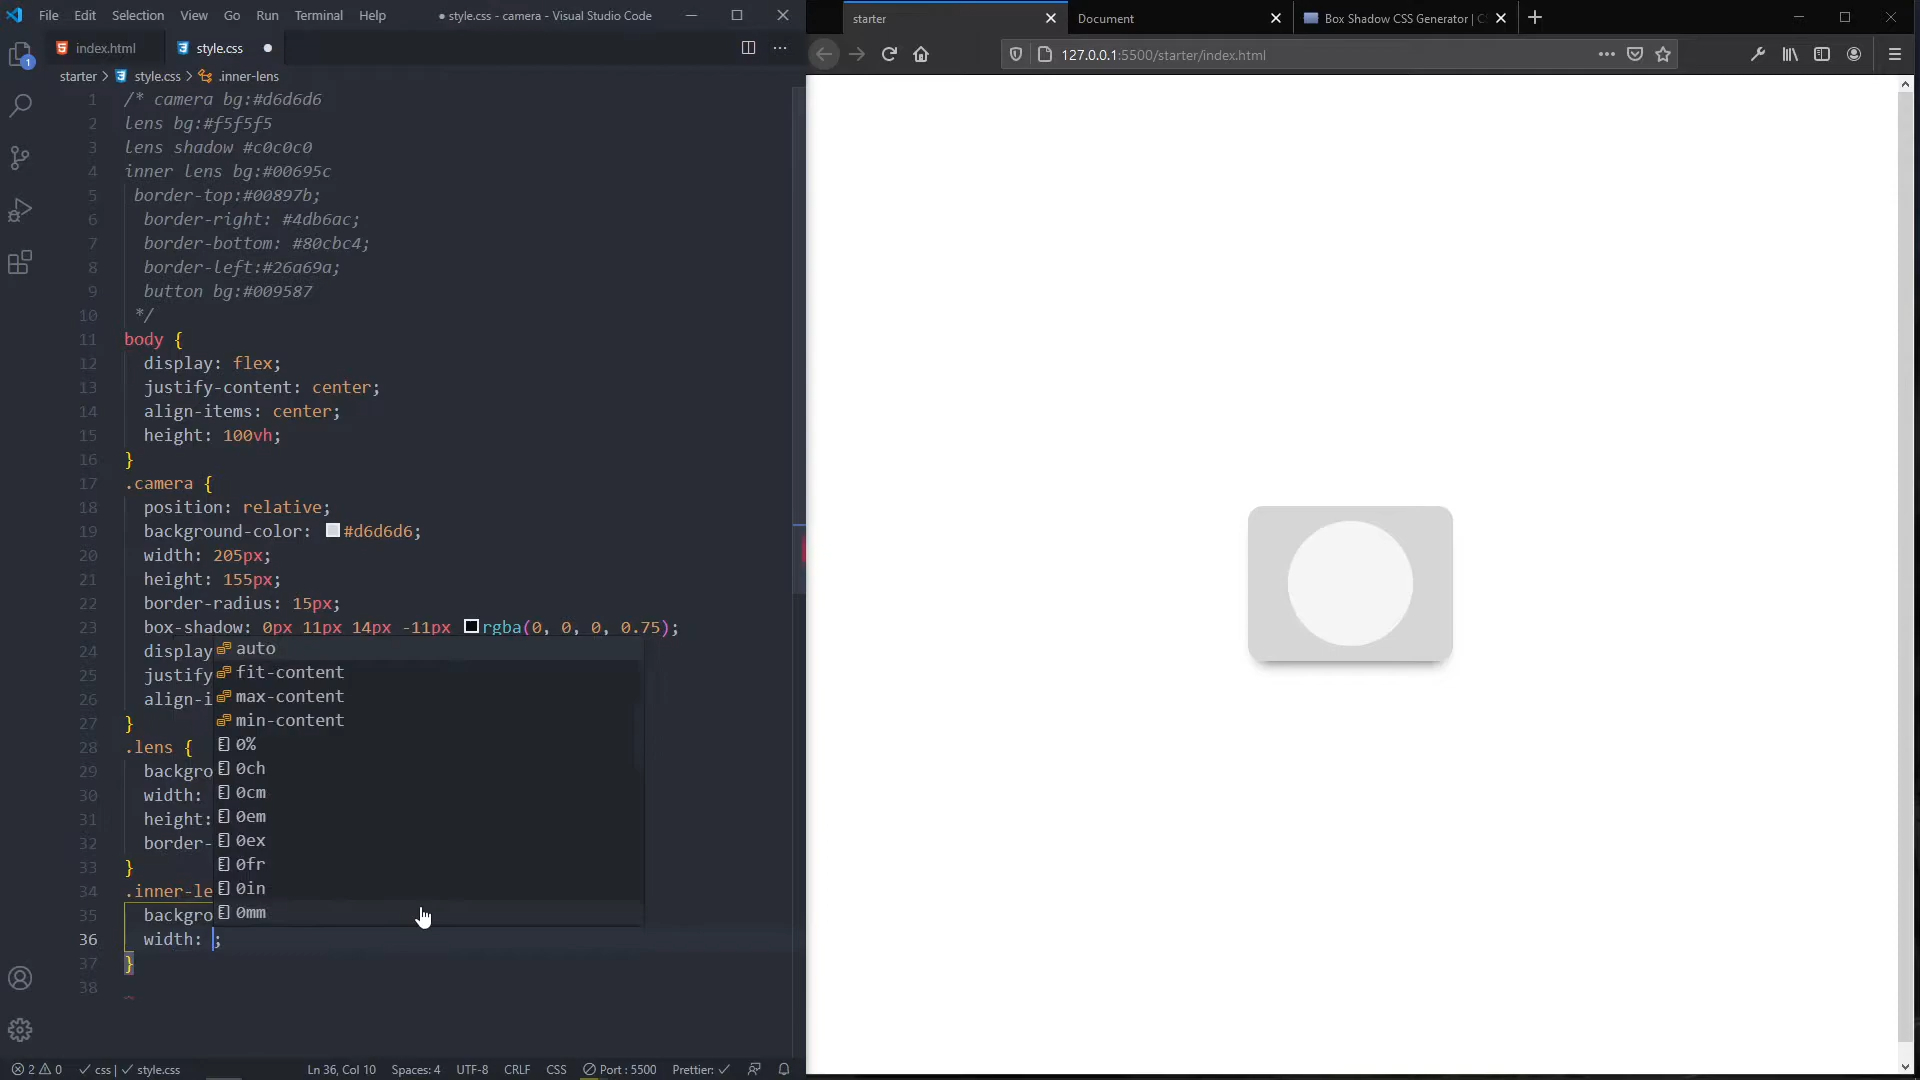 File Edit Selection View Go Run Terminal Help
● style.css - camera - Visual Studio Code
index.html
style.css
starter > style.css > .inner-lens
1 /* camera bg:#d6d6d6
2 lens bg:#f5f5f5
3 lens shadow #c0c0c0
4 inner lens bg:#00695c
5 border-top:#00897b;
6 border-right: #4db6ac;
7 border-bottom: #80cbc4;
8 border-left:#26a69a;
9 button bg:#009587
10 */
11 body {
12 display: flex;
13 justify-content: center;
14 align-items: center;
15 height: 100vh;
16 }
17 .camera {
18 position: relative;
19 background-color: #d6d6d6;
20 width: 205px;
21 height: 155px;
22 border-radius: 15px;
23 box-shadow: 0px 11px 14px -11px rgba(0, 0, 0, 0.75);
24 display
25 justify
26 align-i
27 }
28 .lens {
29 backgro
30 width:
31 height:
32 border-
33 }
34 .inner-le
35 backgro
36 width: ;
37 }
38
auto
fit-content
max-content
min-content
0%
0ch
0cm
0em
0ex
0fr
0in
0mm
1
2 0 css | style.css
Ln 36, Col 10 Spaces: 4 UTF-8 CRLF CSS Port : 5500 Prettier: ✓
starter
Document
Box Shadow CSS Generator |
127.0.0.1:5500/starter/index.html